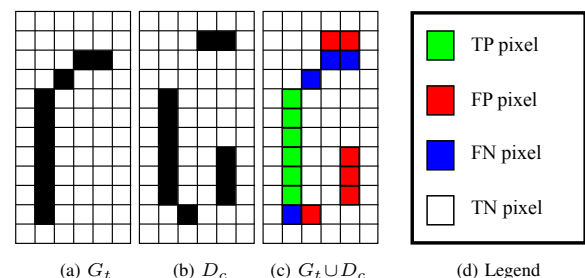 TP pixel
FP pixel
FN pixel
TN pixel
(a) G_t (b) D_c (c) G_t ∪ D_c (d) Legend